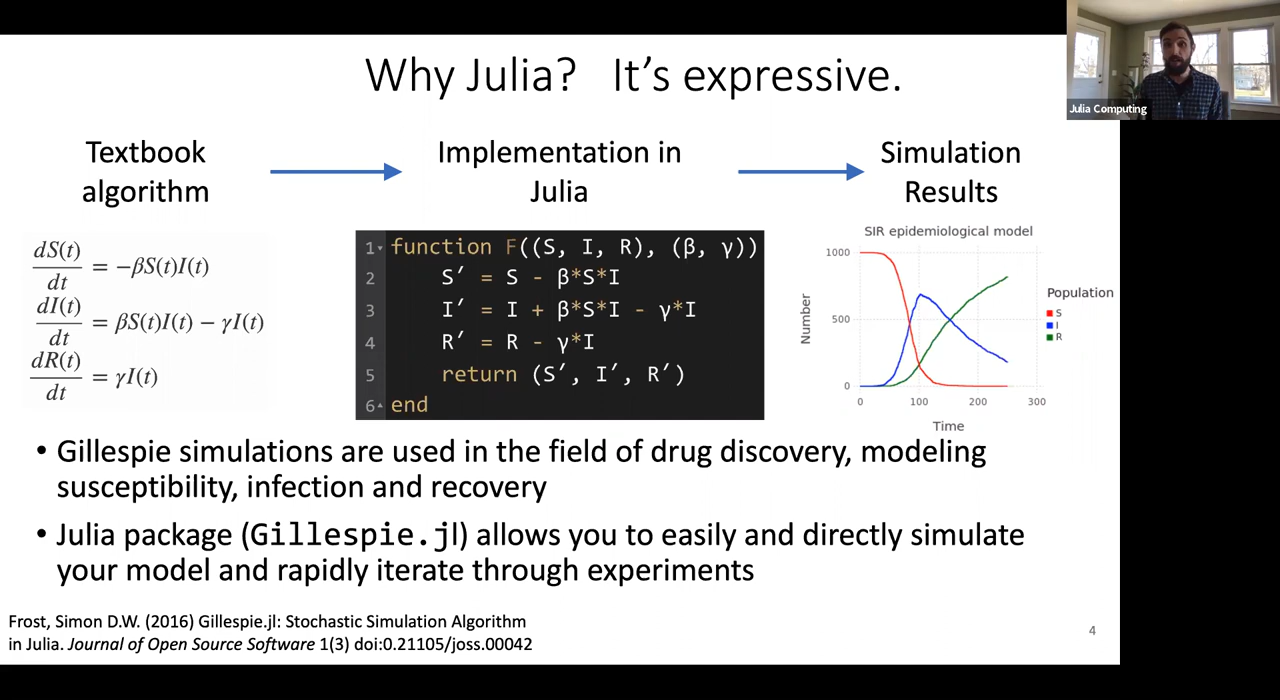 Why Julia? It's expressive.
Julia Computing
Textbook
algorithm
Implementation in
Julia
Simulation
Results
dS(t)
dt
= −βS(t)I(t)
dI(t)
dt
= βS(t)I(t) − γI(t)
dR(t)
dt
= γI(t)
1 function F((S, I, R), (β, γ))
2 S′ = S - β*S*I
3 I′ = I + β*S*I - γ*I
4 R′ = R - γ*I
5 return (S′, I′, R′)
6 end
SIR epidemiological model
1000
500
0
Number
0 100 200 300
Time
Population
S
I
R
• Gillespie simulations are used in the field of drug discovery, modeling
susceptibility, infection and recovery
• Julia package (Gillespie.jl) allows you to easily and directly simulate
your model and rapidly iterate through experiments
Frost, Simon D.W. (2016) Gillespie.jl: Stochastic Simulation Algorithm
in Julia. Journal of Open Source Software 1(3) doi:0.21105/joss.00042
4